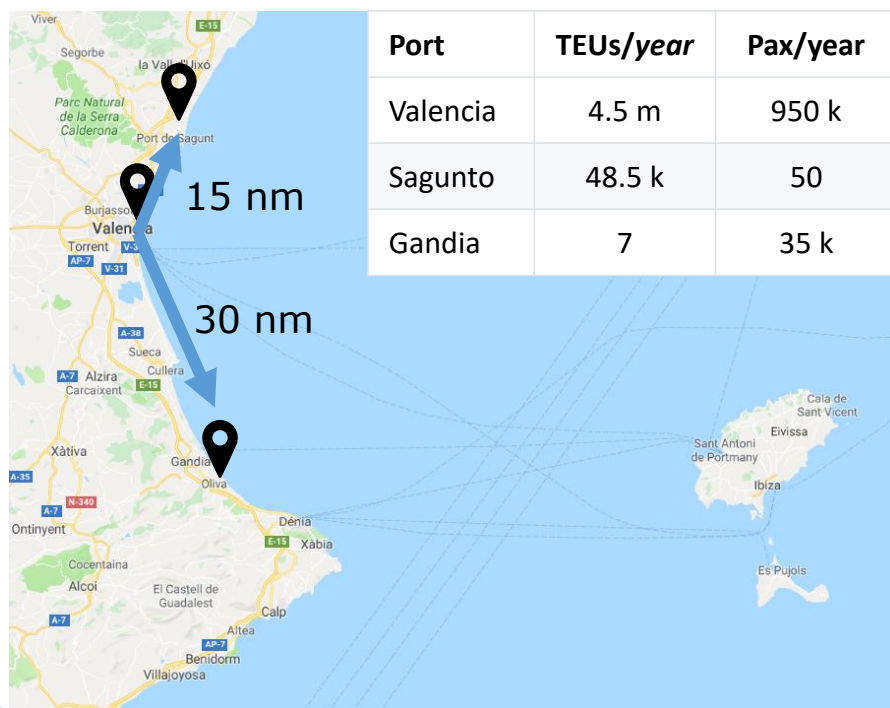 Port TEUs/year Pax/year
Valencia 4.5 m 950 k
Sagunto 48.5 k 50
Gandia 7 35 k
Viver
E-15
Segorbe
la Vall d'Uixó
Parc Natural
de la Serra
Calderona
Port de Sagunt
15 nm
Burjassot
Valencia
Torrent
AP-7
V-31
30 nm
A-38
Sueca
Cullera
A-7
Alzira
E-15
Carcaixent
Xàtiva
Gandia
A-35
Oliva
N-340
A-7
Ontinyent
Dénia
E-15
Xàbia
Cocentaina
Alcoi
El Castell de
Guadalest
A-7
Calp
Altea
AP-7
Benidorm
Villajoyosa
Cala de
Sant Vicent
Sant Antoni
de Portmany
Eivissa
Ibiza
Es Pujols